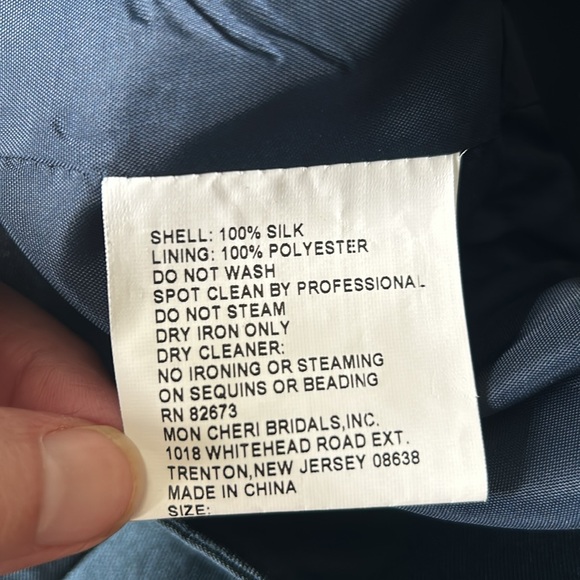 SHELL: 100% SILK
LINING: 100% POLYESTER
DO NOT WASH
SPOT CLEAN BY PROFESSIONAL
DO NOT STEAM
DRY IRON ONLY
DRY CLEANER:
NO IRONING OR STEAMING
ON SEQUINS OR BEADING
RN 82673
MON CHERI BRIDALS,INC.
1018 WHITEHEAD ROAD EXT.
TRENTON,NEW JERSEY 08638
MADE IN CHINA
SIZE: